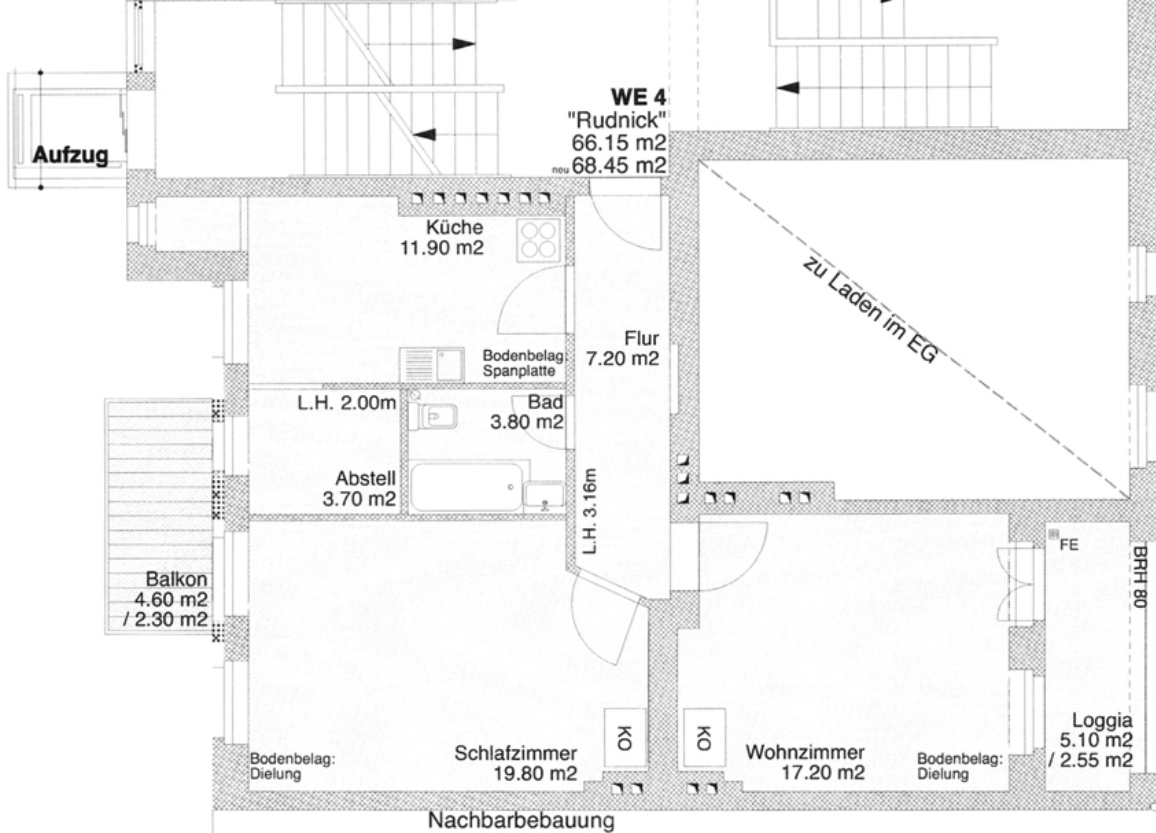 WE 4
"Rudnick"
66.15 m2
neu 68.45 m2
Aufzug
Küche
11.90 m2
zu Laden im EG
Flur
7.20 m2
Bodenbelag:
Spanplatte
L.H. 2.00m
Bad
3.80 m2
Abstell
3.70 m2
L.H. 3.16m
FE
BRH 80
Balkon
4.60 m2
/ 2.30 m2
KO
KO
Loggia
5.10 m2
/ 2.55 m2
Bodenbelag:
Dielung
Schlafzimmer
19.80 m2
Wohnzimmer
17.20 m2
Bodenbelag:
Dielung
Nachbarbebauung